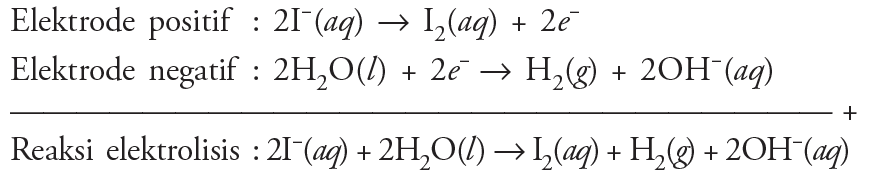 Elektrode positif : 2I⁻(aq) → I₂(aq) + 2e⁻
Elektrode negatif : 2H₂O(l) + 2e⁻ → H₂(g) + 2OH⁻(aq)
+
Reaksi elektrolisis : 2I⁻(aq) + 2H₂O(l) → I₂(aq) + H₂(g) + 2OH⁻(aq)